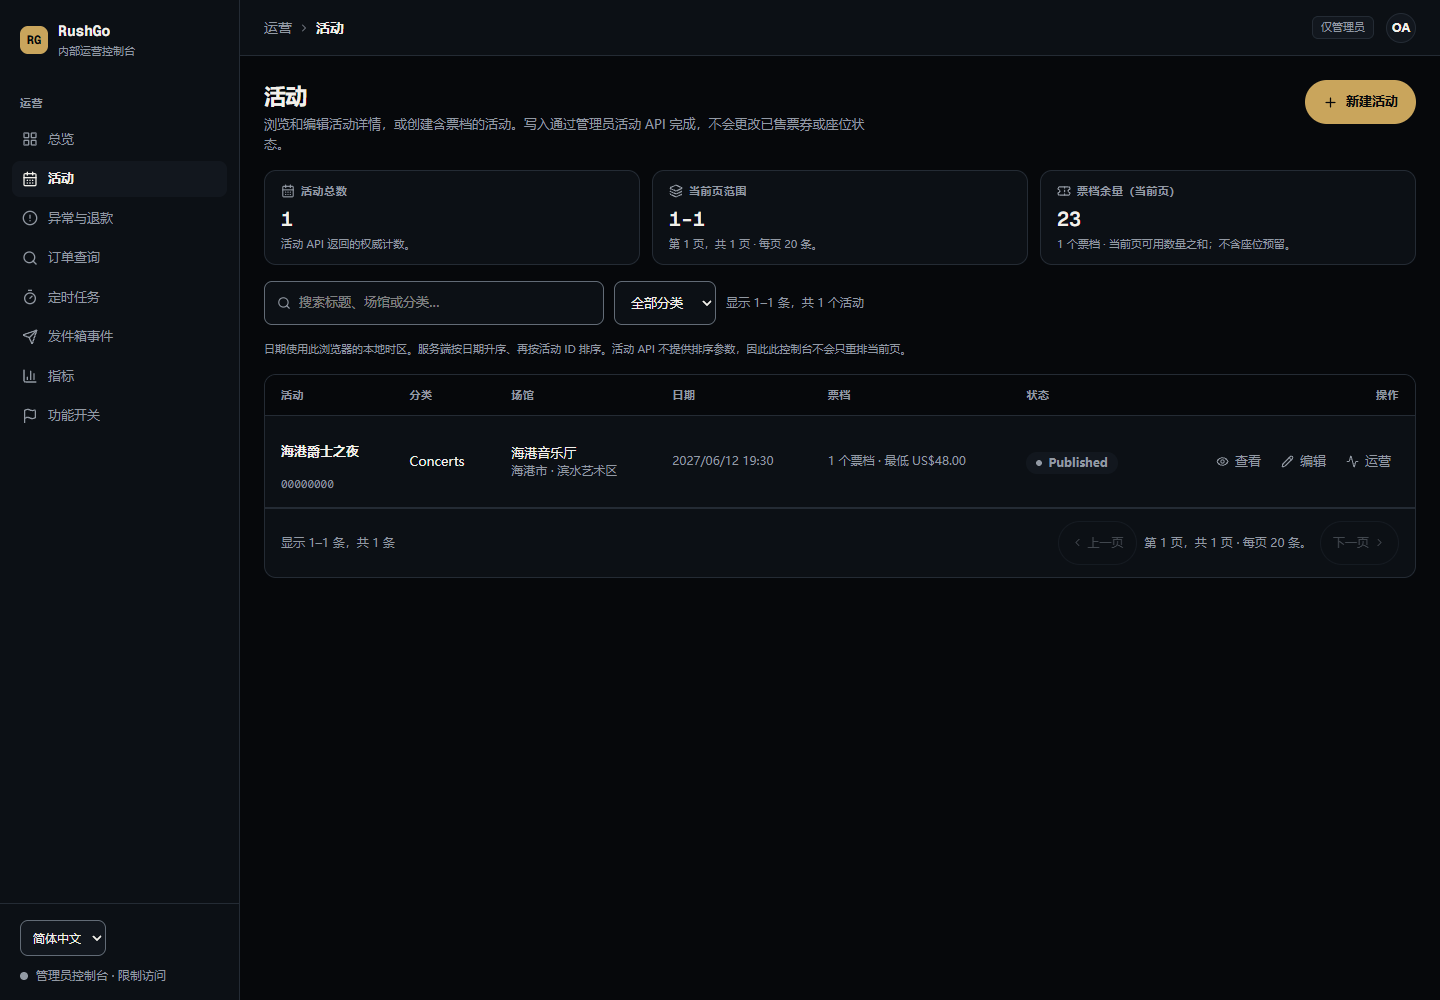 RG
RushGo
内部运营控制台
运营
总览
活动
异常与退款
订单查询
定时任务
发件箱事件
指标
功能开关
简体中文
管理员控制台 · 限制访问
运营 › 活动
仅管理员
OA
活动
浏览和编辑活动详情，或创建含票档的活动。写入通过管理员活动 API 完成，不会更改已售票券或座位状
态。
新建活动
活动总数
1
活动 API 返回的权威计数。
当前页范围
1–1
第 1 页，共 1 页 · 每页 20 条。
票档余量（当前页）
23
1 个票档 · 当前页可用数量之和；不含座位预留。
搜索标题、场馆或分类...
全部分类
显示 1–1 条，共 1 个活动
日期使用此浏览器的本地时区。服务端按日期升序、再按活动 ID 排序。活动 API 不提供排序参数，因此此控制台不会只重排当前页。
活动 分类 场馆 日期 票档 状态 操作
海港爵士之夜
00000000
Concerts
海港音乐厅
海港市 · 滨水艺术区
2027/06/12 19:30
1 个票档 · 最低 US$48.00
Published
查看 编辑 运营
显示 1–1 条，共 1 条
上一页
第 1 页，共 1 页 · 每页 20 条。
下一页